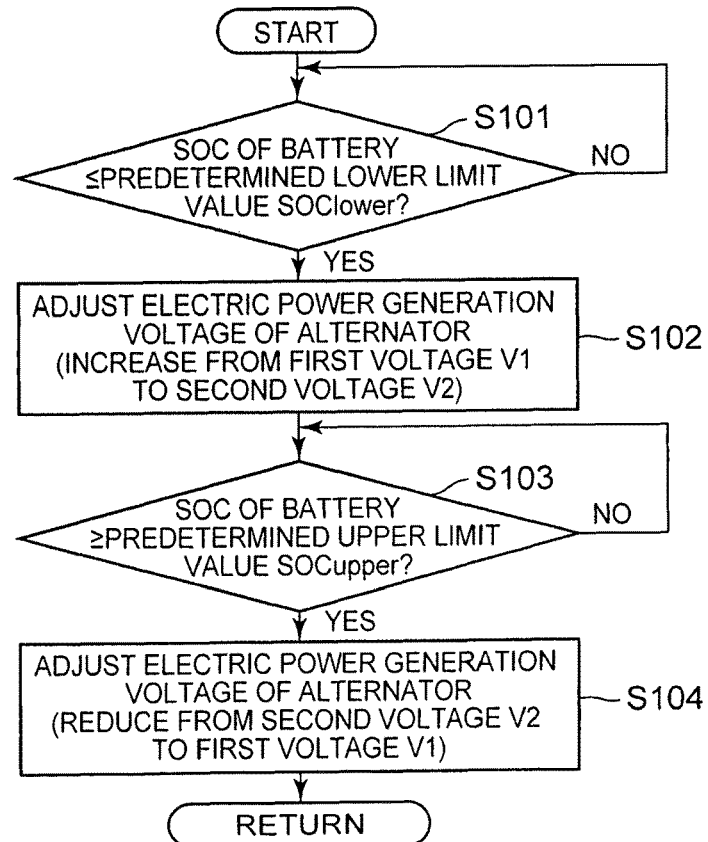 START
S101
SOC OF BATTERY
≤PREDETERMINED LOWER LIMIT
VALUE SOClower?
NO
YES
ADJUST ELECTRIC POWER GENERATION
VOLTAGE OF ALTERNATOR
(INCREASE FROM FIRST VOLTAGE V1
TO SECOND VOLTAGE V2)
S102
S103
SOC OF BATTERY
≥PREDETERMINED UPPER LIMIT
VALUE SOCupper?
NO
YES
ADJUST ELECTRIC POWER GENERATION
VOLTAGE OF ALTERNATOR
(REDUCE FROM SECOND VOLTAGE V2
TO FIRST VOLTAGE V1)
S104
RETURN